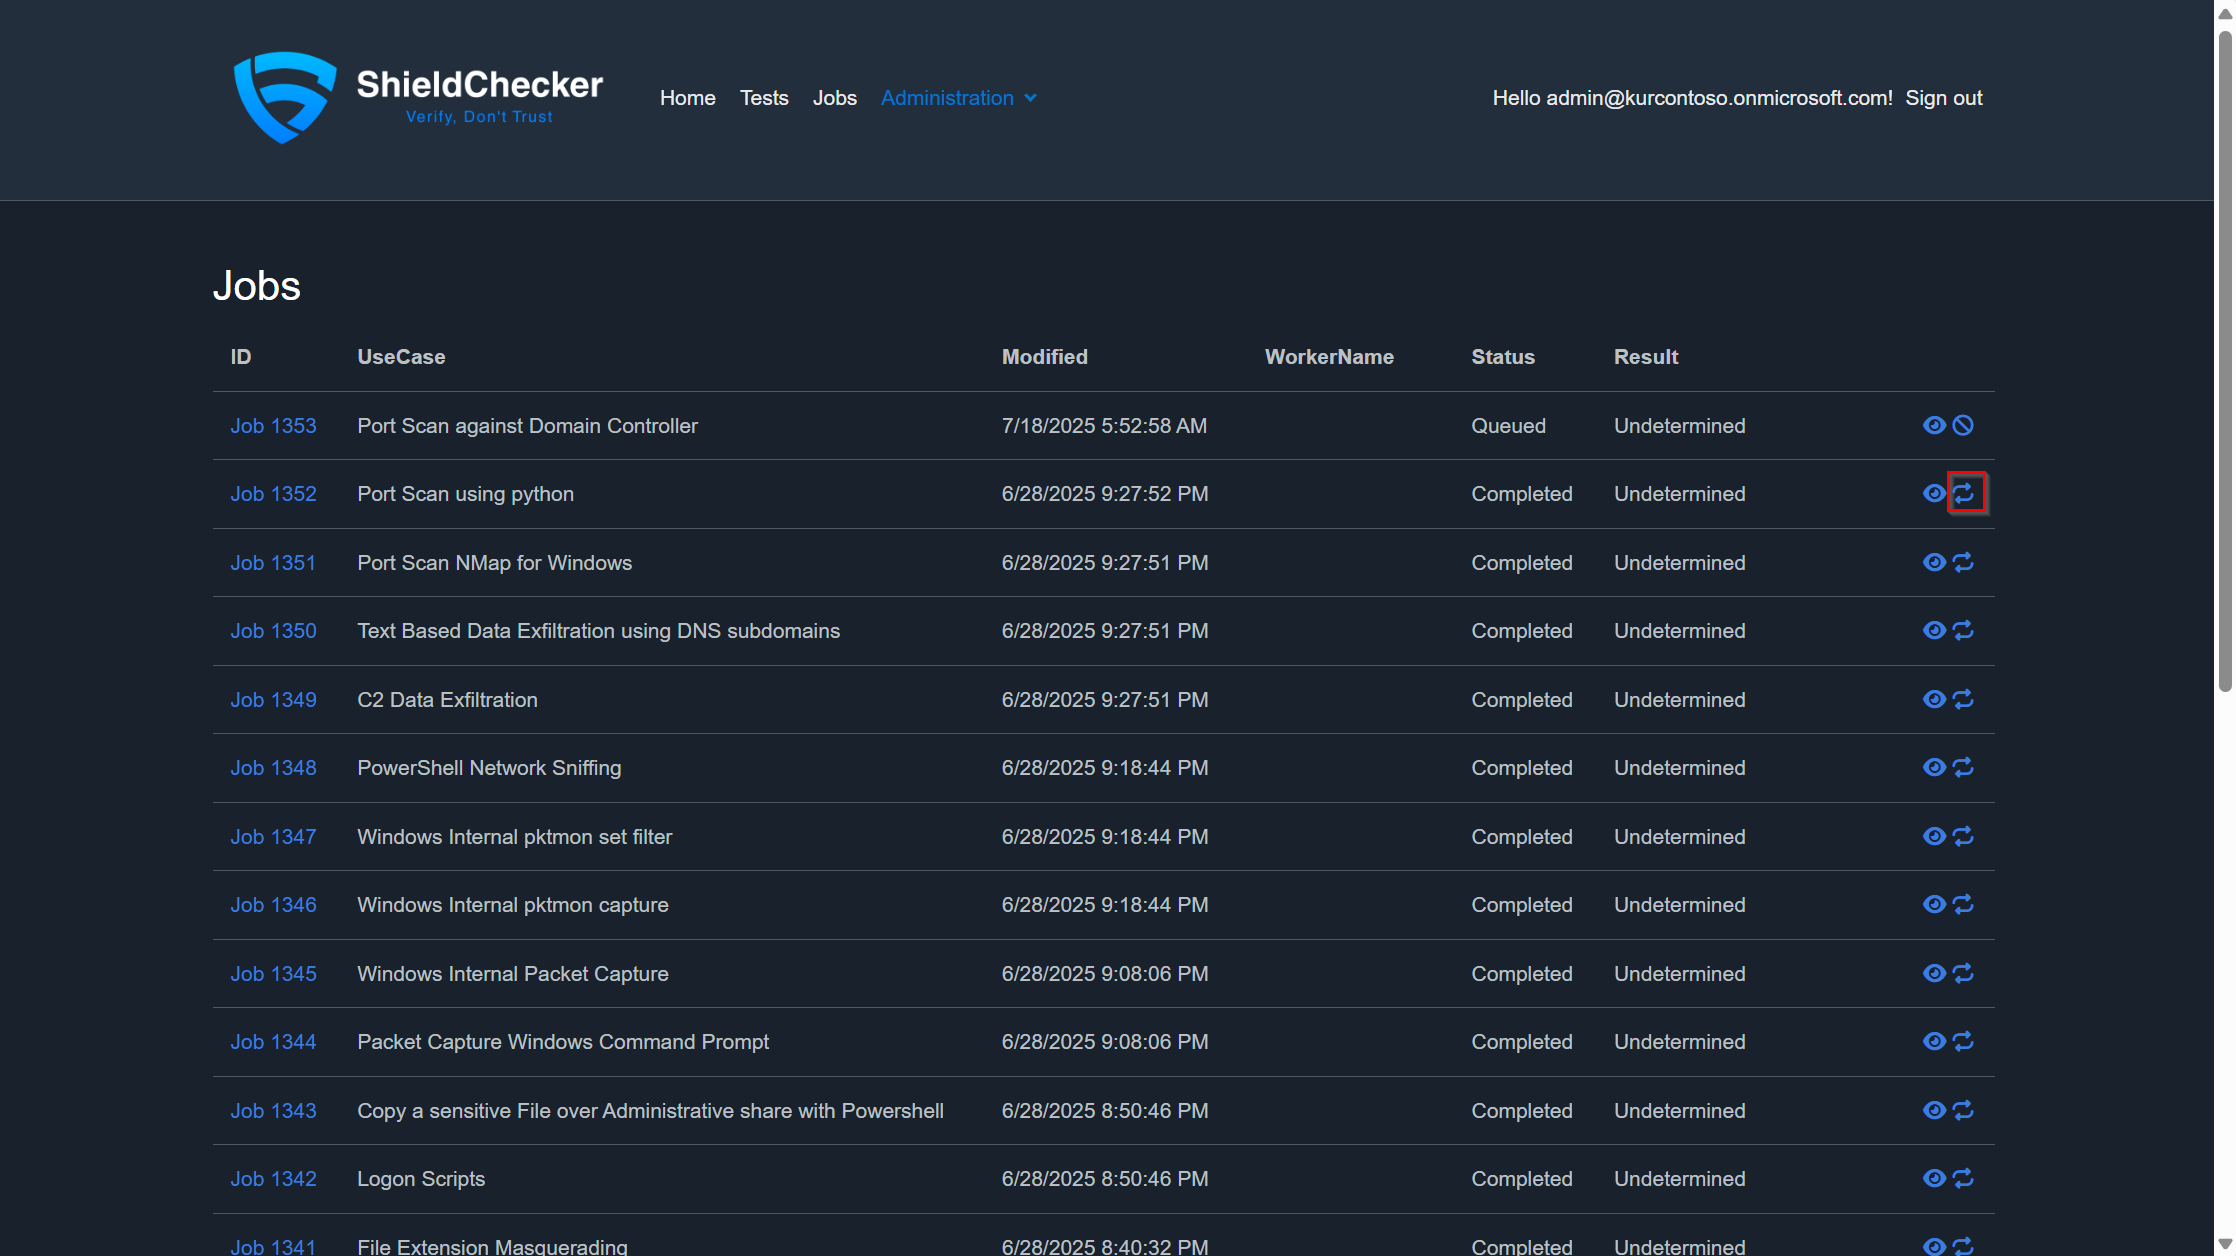 ShieldChecker
Verify, Don't Trust
Home Tests Jobs Administration
Hello admin@kurcontoso.onmicrosoft.com! Sign out
Jobs
ID UseCase Modified WorkerName Status Result
Job 1353 Port Scan against Domain Controller 7/18/2025 5:52:58 AM Queued Undetermined
Job 1352 Port Scan using python 6/28/2025 9:27:52 PM Completed Undetermined
Job 1351 Port Scan NMap for Windows 6/28/2025 9:27:51 PM Completed Undetermined
Job 1350 Text Based Data Exfiltration using DNS subdomains 6/28/2025 9:27:51 PM Completed Undetermined
Job 1349 C2 Data Exfiltration 6/28/2025 9:27:51 PM Completed Undetermined
Job 1348 PowerShell Network Sniffing 6/28/2025 9:18:44 PM Completed Undetermined
Job 1347 Windows Internal pktmon set filter 6/28/2025 9:18:44 PM Completed Undetermined
Job 1346 Windows Internal pktmon capture 6/28/2025 9:18:44 PM Completed Undetermined
Job 1345 Windows Internal Packet Capture 6/28/2025 9:08:06 PM Completed Undetermined
Job 1344 Packet Capture Windows Command Prompt 6/28/2025 9:08:06 PM Completed Undetermined
Job 1343 Copy a sensitive File over Administrative share with Powershell 6/28/2025 8:50:46 PM Completed Undetermined
Job 1342 Logon Scripts 6/28/2025 8:50:46 PM Completed Undetermined
Job 1341 File Extension Masquerading 6/28/2025 8:40:32 PM Completed Undetermined